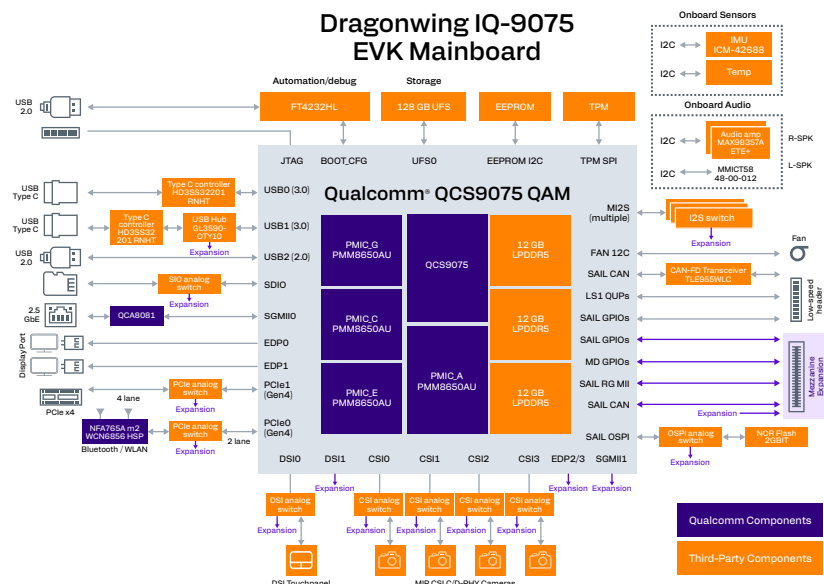 Dragonwing IQ-9075
EVK Mainboard
Onboard Sensors
I2C
IMU
ICM-42688
I2C
Temp
Onboard Audio
I2C
Audio amp
MAX98357A
ETE+
R-SPK
I2C
MMICT58
48-00-012
L-SPK
Automation/debug
Storage
USB
2.0
FT4232HL
128 GB UFS
EEPROM
TPM
JTAG
BOOT_CFG
UFS0
EEPROM I2C
TPM SPI
Qualcomm® QCS9075 QAM
USB
Type C
Type C controller
HD3SS32201
RNHT
USB0 (3.0)
USB
Type C
Type C
controller
HD3SS32
201 RNHT
USB Hub
GL3590-
OTY10
Expansion
USB1 (3.0)
USB
2.0
USB2 (2.0)
SIO analog
switch
Expansion
SDIO
2.5
GbE
QCA8081
SGMII0
Display Port
EDP0
EDP1
PCIe x4
PCIe analog
switch
Expansion
PCIe1
(Gen4)
4 lane
NFA765A m2
WCN6856 HSP
Bluetooth / WLAN
PCIe analog
switch
Expansion
2 lane
PCIe0
(Gen4)
PMIC_G
PMM8650AU
PMIC_C
PMM8650AU
PMIC_E
PMM8650AU
QCS9075
PMIC_A
PMM8650AU
12 GB
LPDDR5
12 GB
LPDDR5
12 GB
LPDDR5
MI2S
(multiple)
I2S switch
Expansion
FAN 12C
Fan
SAIL CAN
CAN-FD Transceiver
TLE955WLC
LS1 QUPs
SAIL GPIOs
Low-speed
header
SAIL GPIOs
MD GPIOs
SAIL RG MII
SAIL CAN
Expansion
Mezzanine
Expansion
SAIL OSPI
OSPI analog
switch
Expansion
NOR Flash
2GBIT
DSI0
DSI1
CSI0
CSI1
CSI2
CSI3
EDP2/3
SGMII1
Expansion
Expansion
Expansion
DSI analog
switch
CSI analog
switch
CSI analog
switch
CSI analog
switch
CSI analog
switch
Expansion
Expansion
Expansion
Expansion
Expansion
DSI Touchpanel
MIPI CSI C/D-PHY Cameras
Qualcomm Components
Third-Party Components